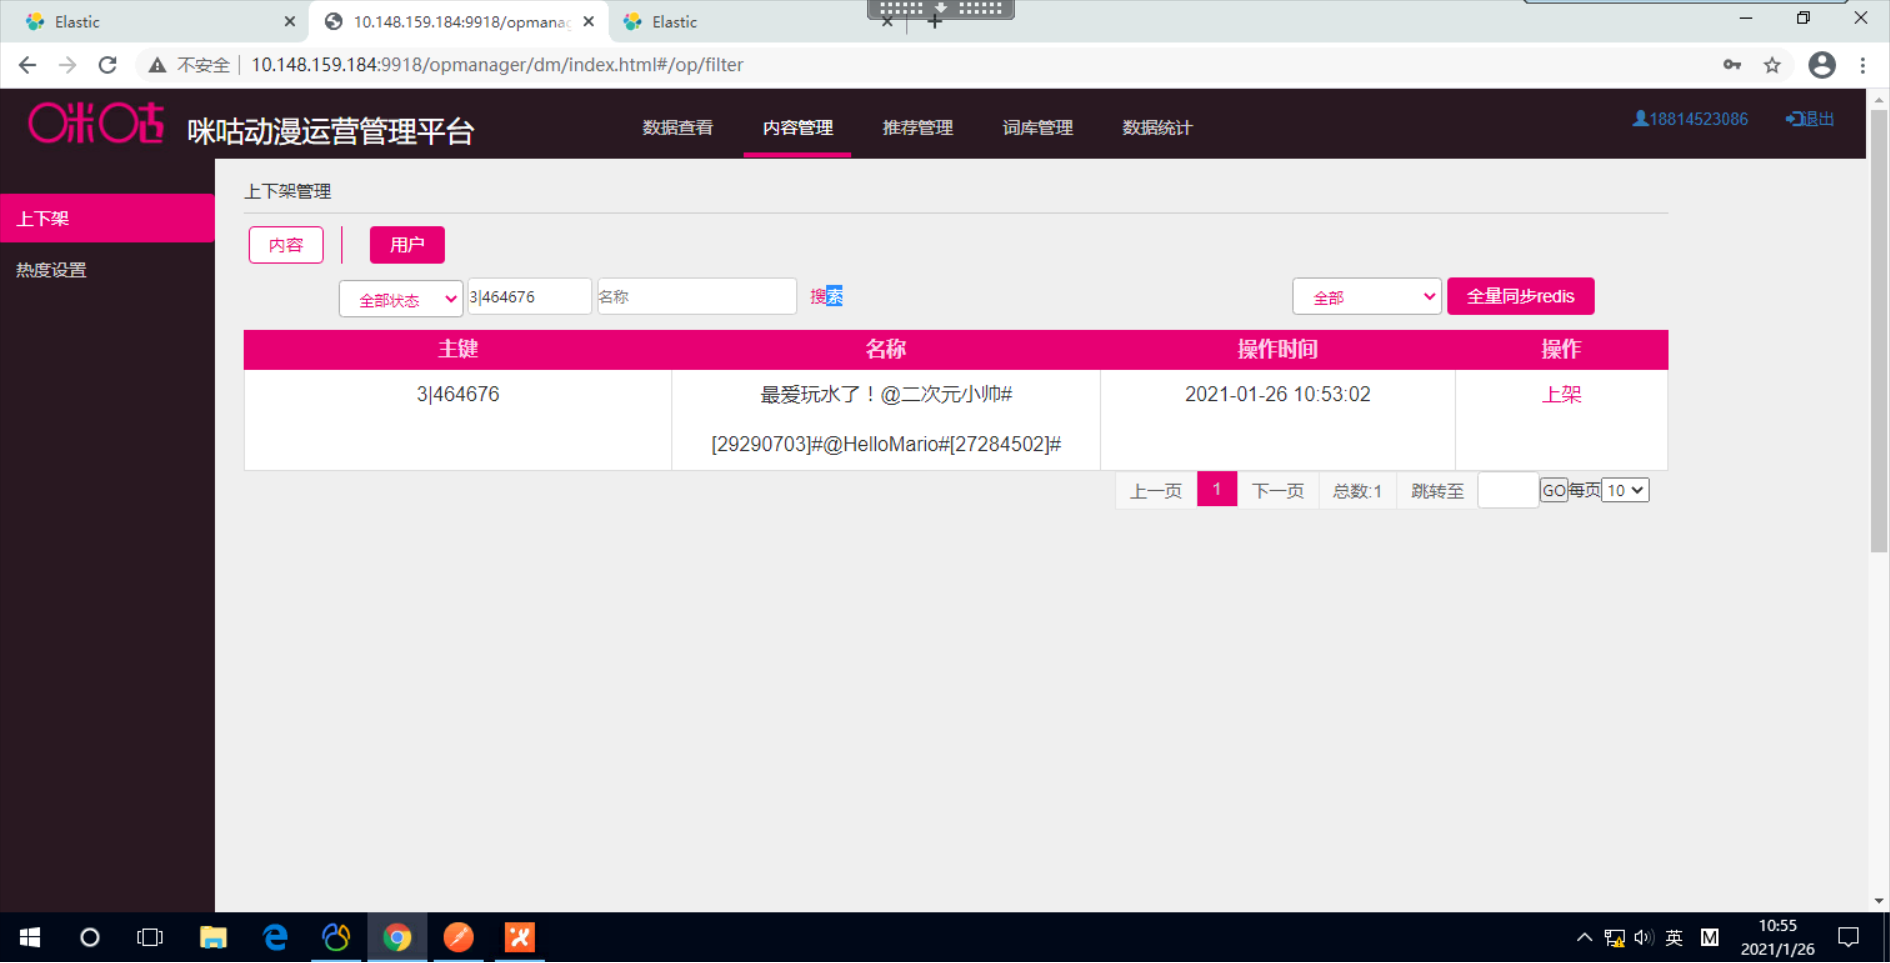 Elastic
10.148.159.184:9918/opmanag
Elastic
不安全
10.148.159.184:9918/opmanager/dm/index.html#/op/filter
咪咕
咪咕动漫运营管理平台
数据查看
内容管理
推荐管理
词库管理
数据统计
18814523086
退出
上下架
热度设置
上下架管理
内容
用户
全部状态
3|464676
名称
搜索
全部
全量同步redis
主键
名称
操作时间
操作
3|464676
最爱玩水了！@二次元小帅#
[29290703]#@HelloMario#[27284502]#
2021-01-26 10:53:02
上架
上一页
1
下一页
总数:1
跳转至
GO
每页
10
英
M
10:55
2021/1/26